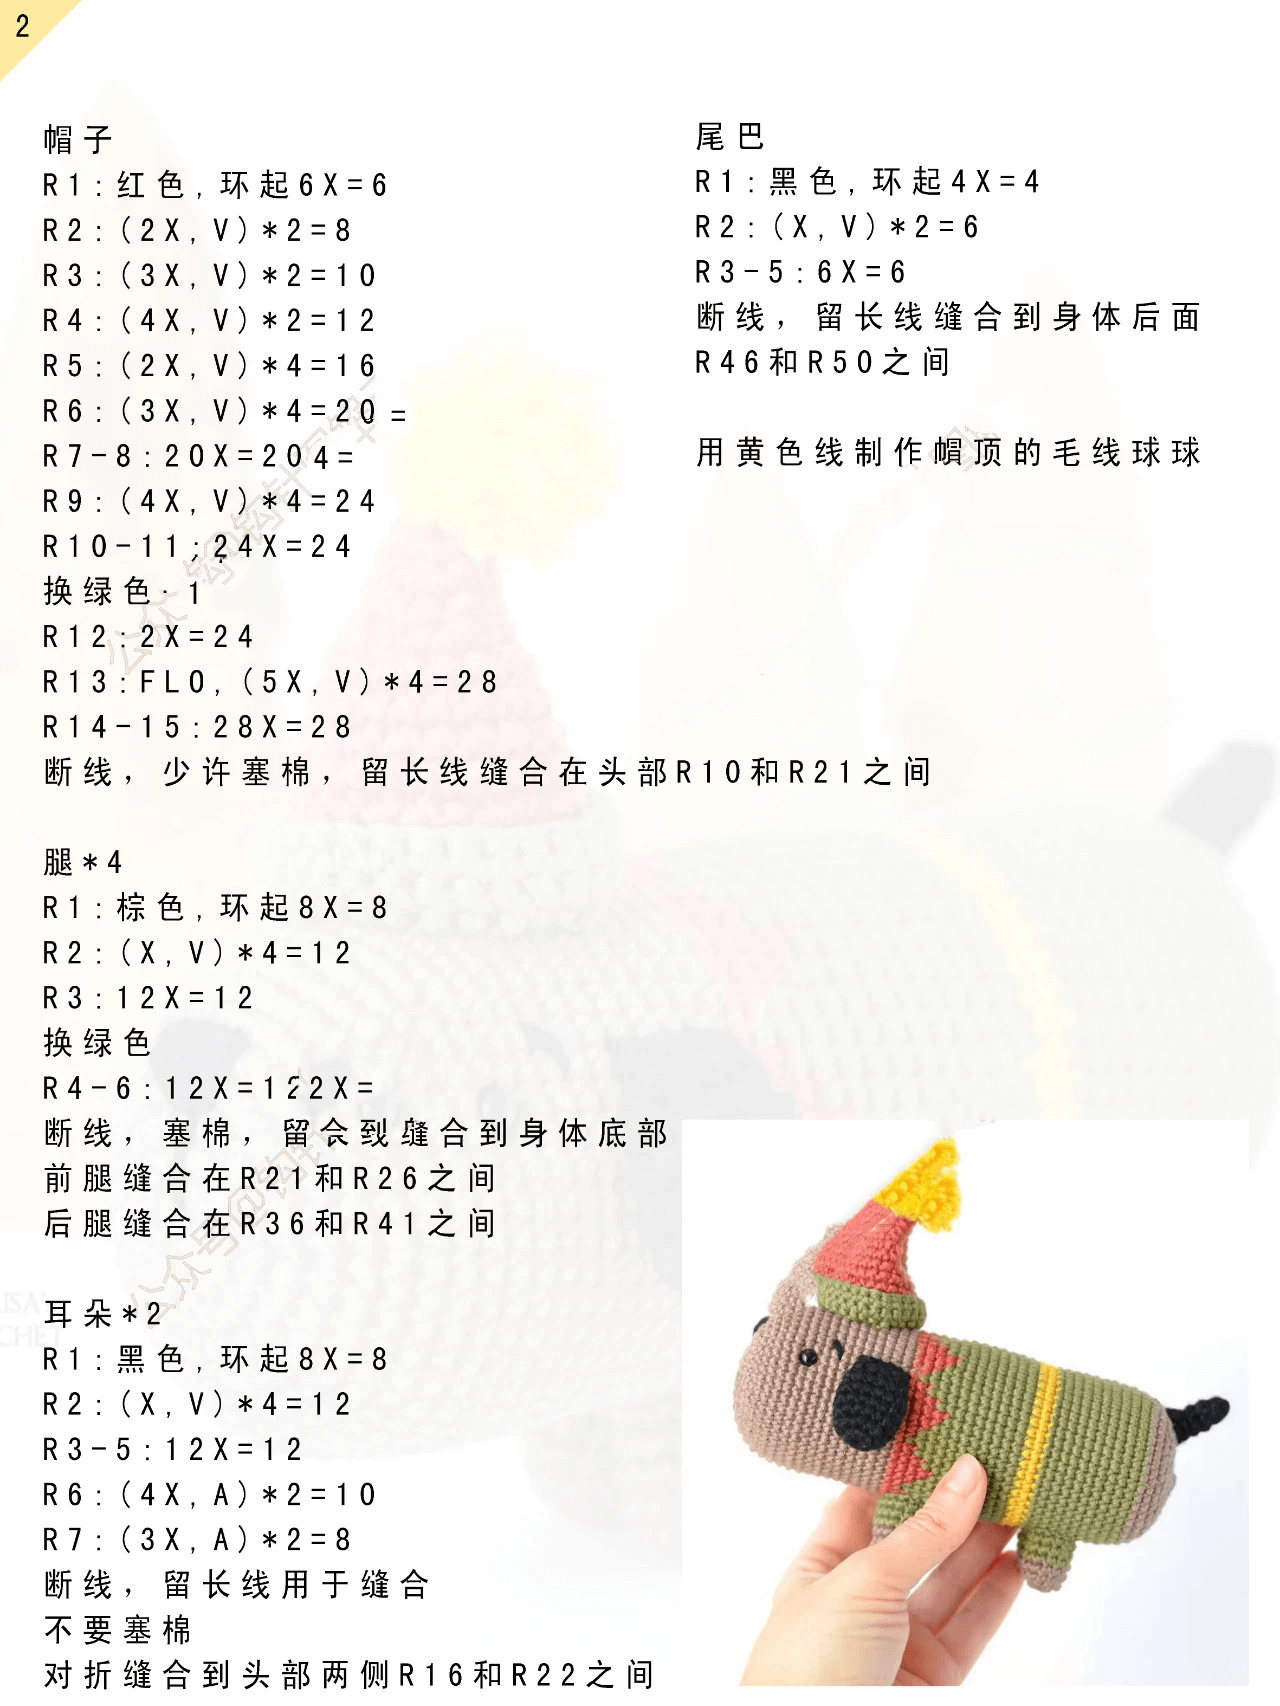 2
帽子
R1:红色,环起6X=6
R2:(2X,V)*2=8
R3:(3X,V)*2=10
R4:(4X,V)*2=12
R5:(2X,V)*4=16
R6:(3X,V)*4=20=
R7-8:20X=204=
R9:(4X,V)*4=24
R10-11;24X=24
换绿色·1
R12:2X=24
R13:FLO,(5X,V)*4=28
R14-15:28X=28
断线，少许塞棉，留长线缝合在头部R10和R21之间
腿*4
R1:棕色,环起8X=8
R2:(X,V)*4=12
R3:12X=12
换绿色
R4-6:12X=122X=
断线，塞棉，留 缝合到身体底部
前腿缝合在R21和R26之间
后腿缝合在R36和R41之间
耳朵*2
R1:黑色,环起8X=8
R2:(X,V)*4=12
R3-5:12X=12
R6:(4X,A)*2=10
R7:(3X,A)*2=8
断线，留长线用于缝合
不要塞棉
对折缝合到头部两侧R16和R22之间
尾巴
R1:黑色,环起4X=4
R2:(X,V)*2=6
R3-5:6X=6
断线，留长线缝合到身体后面
R46和R50之间
用黄色线制作帽顶的毛线球球
公众 钩@钩针
公众号@钩针